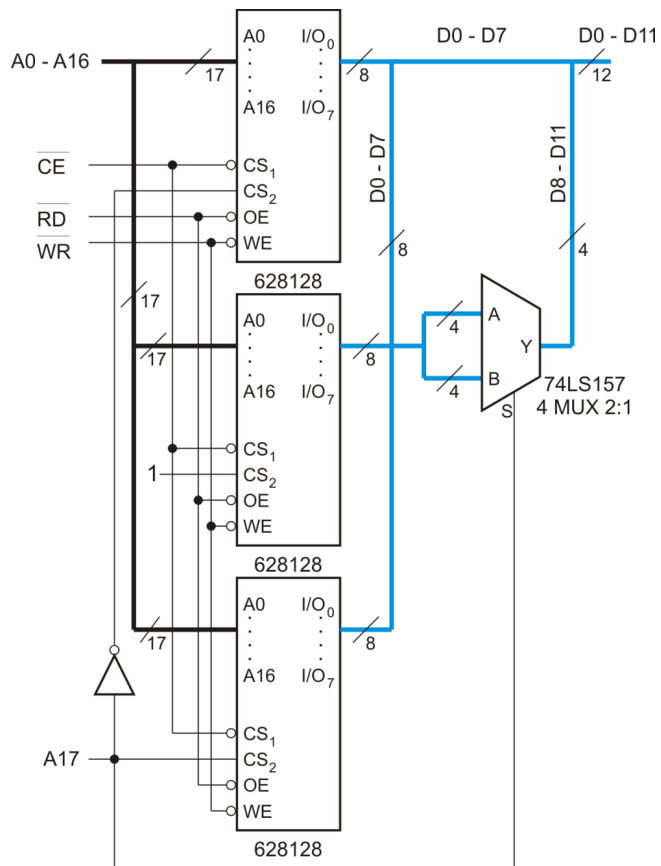 D0 - D7
D0 - D11
A0 - A16
17
A0
I/O0
8
12
A16
I/O7
D0 - D7
D8 - D11
CE
CS1
CS2
RD
OE
WR
WE
8
4
628128
17
17
A0
I/O0
8
4
A
Y
4
B
A16
I/O7
74LS157
S
4 MUX 2:1
CS1
1
CS2
OE
WE
628128
A0
I/O0
17
8
A16
I/O7
CS1
A17
CS2
OE
WE
628128